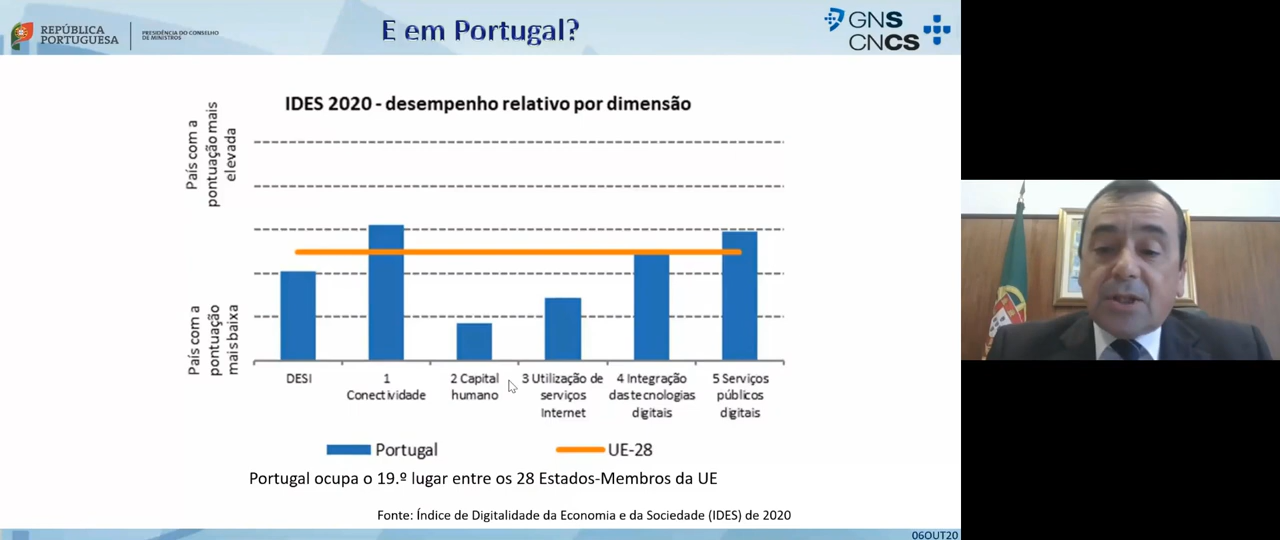 REPÚBLICA
PORTUGUESA
PRESIDÊNCIA DO CONSELHO
DE MINISTROS
E em Portugal?
GNS
CNCS
IDES 2020 - desempenho relativo por dimensão
País com a
pontuação mais
elevada
País com a
pontuação
mais baixa
DESI
1
Conectividade
2 Capital
humano
3 Utilização de
serviços
Internet
4 Integração
das tecnologias
digitais
5 Serviços
públicos
digitais
Portugal
UE-28
Portugal ocupa o 19.º lugar entre os 28 Estados-Membros da UE
Fonte: Índice de Digitalidade da Economia e da Sociedade (IDES) de 2020
06OUT20